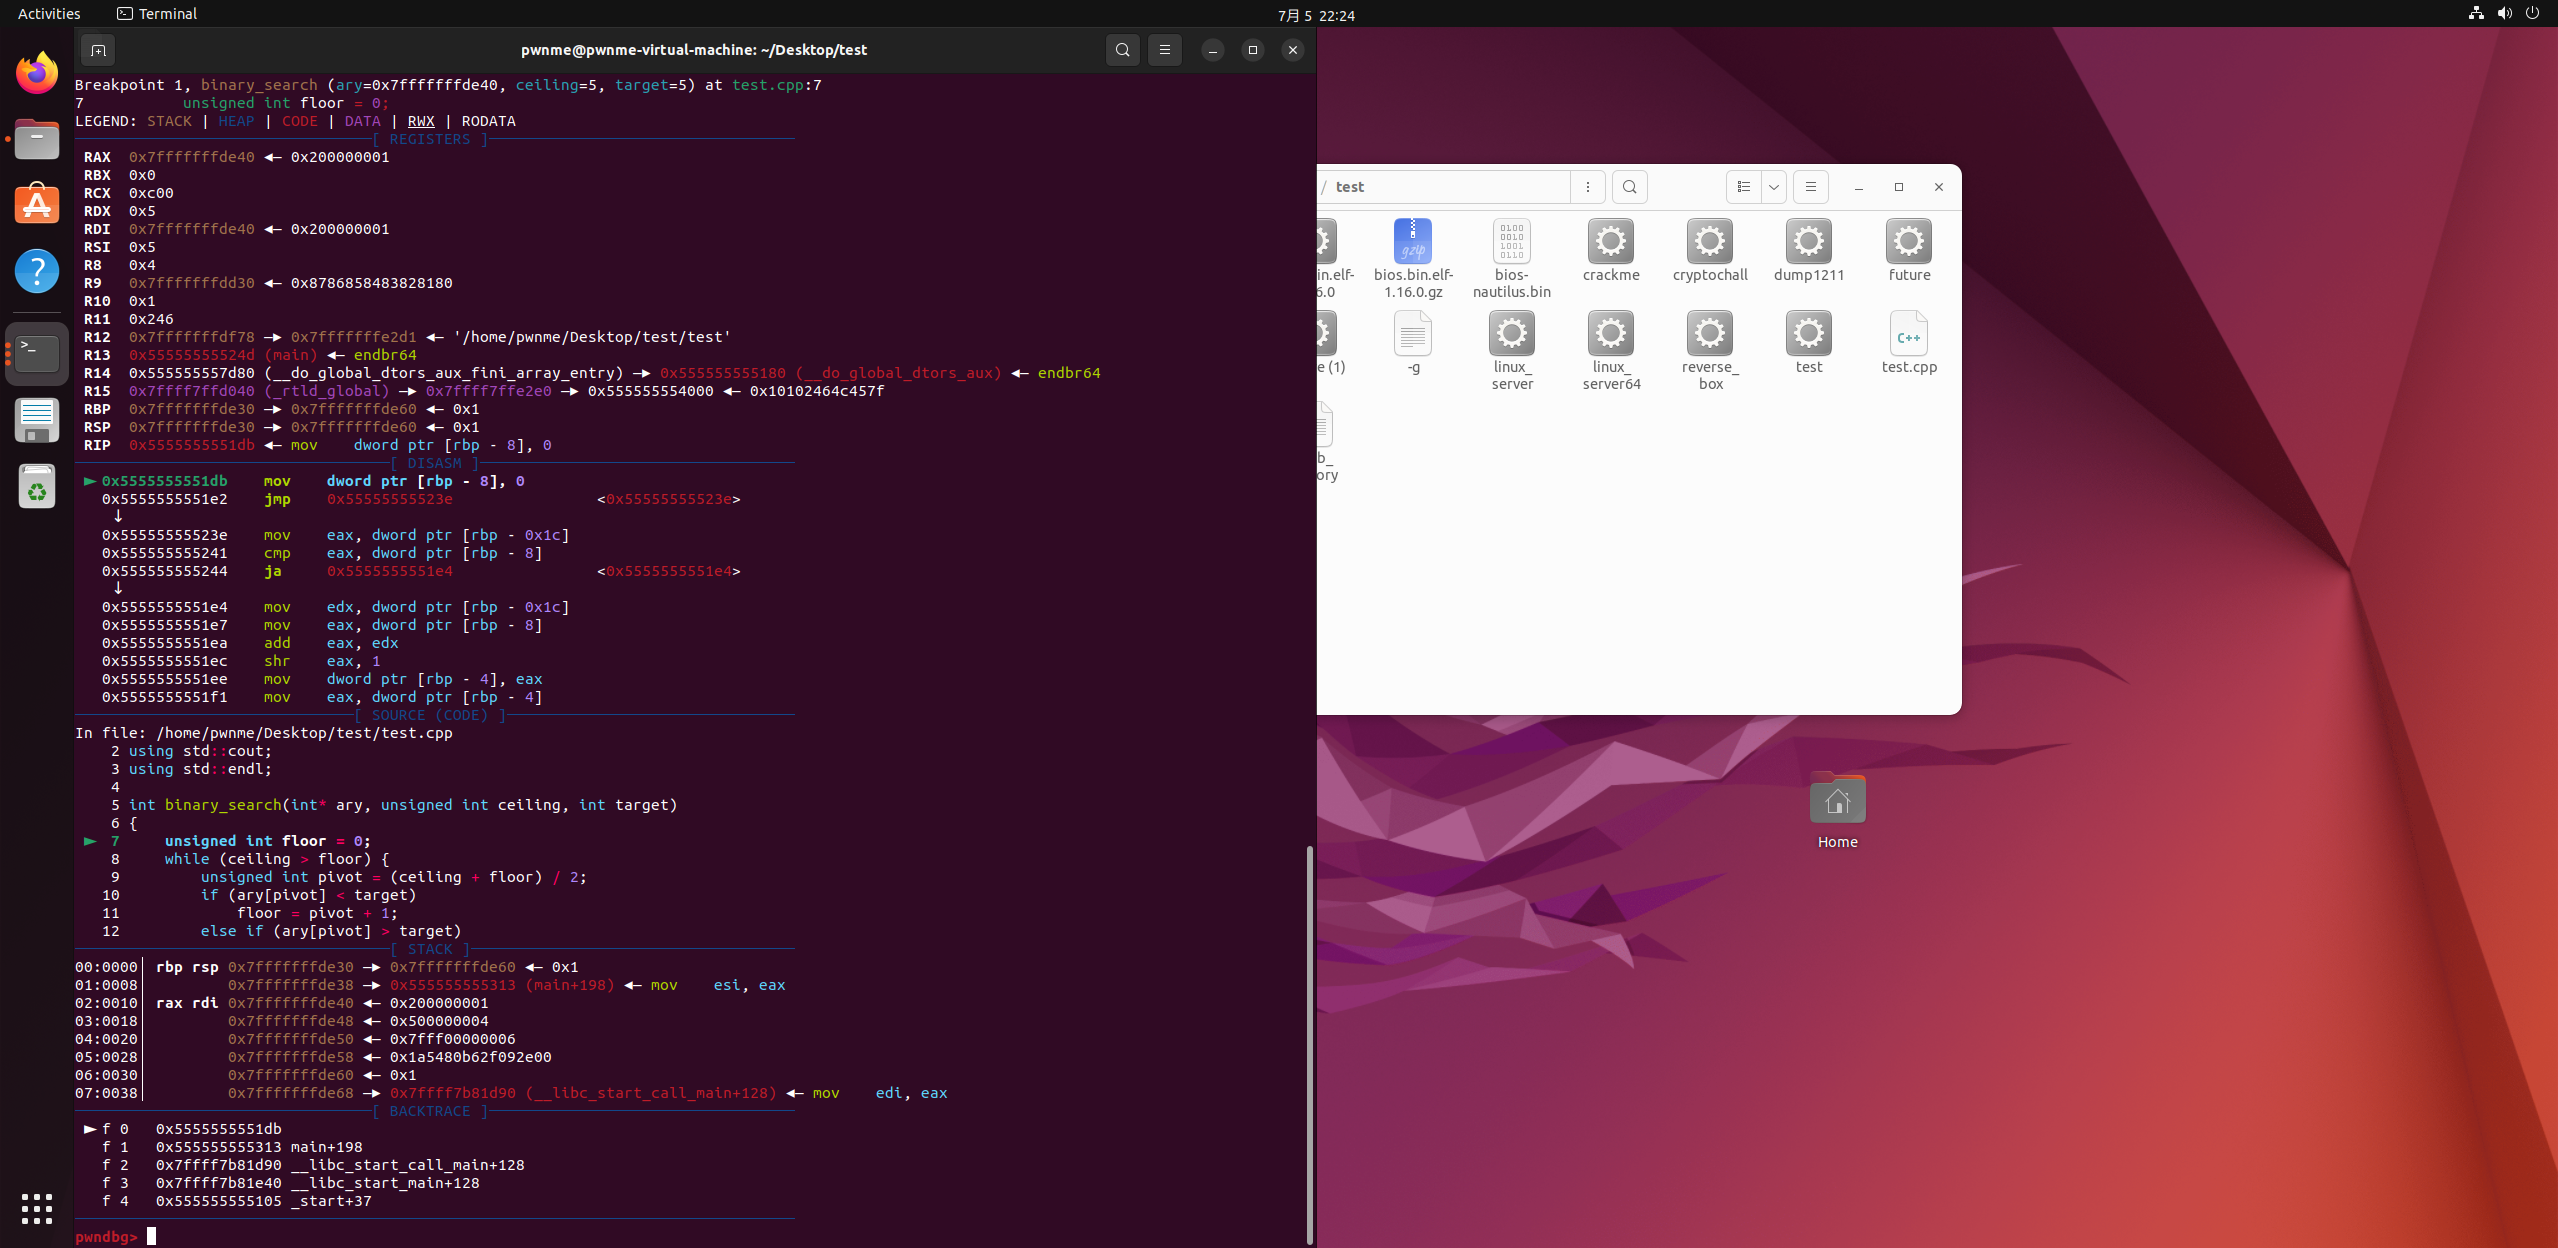 Activities
Terminal
7月 5 22:24
pwnme@pwnme-virtual-machine: ~/Desktop/test
Breakpoint 1, binary_search (ary=0x7fffffffde40, ceiling=5, target=5) at test.cpp:7
7           unsigned int floor = 0;
LEGEND: STACK | HEAP | CODE | DATA | RWX | RODATA
[ REGISTERS ]
RAX  0x7fffffffde40 ◂— 0x200000001
RBX  0x0
RCX  0xc00
RDX  0x5
RDI  0x7fffffffde40 ◂— 0x200000001
RSI  0x5
R8   0x4
R9   0x7fffffffdd30 ◂— 0x8786858483828180
R10  0x1
R11  0x246
R12  0x7fffffffdf78 —▸ 0x7fffffffe2d1 ◂— '/home/pwnme/Desktop/test/test'
R13  0x55555555524d (main) ◂— endbr64
R14  0x555555557d80 (__do_global_dtors_aux_fini_array_entry) —▸ 0x555555555180 (__do_global_dtors_aux) ◂— endbr64
R15  0x7ffff7ffd040 (_rtld_global) —▸ 0x7ffff7ffe2e0 —▸ 0x555555554000 ◂— 0x10102464c457f
RBP  0x7fffffffde30 —▸ 0x7fffffffde60 ◂— 0x1
RSP  0x7fffffffde30 —▸ 0x7fffffffde60 ◂— 0x1
RIP  0x5555555551db ◂— mov    dword ptr [rbp - 8], 0
[ DISASM ]
► 0x5555555551db    mov    dword ptr [rbp - 8], 0
0x5555555551e2    jmp    0x55555555523e                <0x55555555523e>
↓
0x55555555523e    mov    eax, dword ptr [rbp - 0x1c]
0x555555555241    cmp    eax, dword ptr [rbp - 8]
0x555555555244    ja     0x5555555551e4                <0x5555555551e4>
↓
0x5555555551e4    mov    edx, dword ptr [rbp - 0x1c]
0x5555555551e7    mov    eax, dword ptr [rbp - 8]
0x5555555551ea    add    eax, edx
0x5555555551ec    shr    eax, 1
0x5555555551ee    mov    dword ptr [rbp - 4], eax
0x5555555551f1    mov    eax, dword ptr [rbp - 4]
[ SOURCE (CODE) ]
In file: /home/pwnme/Desktop/test/test.cpp
2 using std::cout;
3 using std::endl;
4
5 int binary_search(int* ary, unsigned int ceiling, int target)
6 {
► 7     unsigned int floor = 0;
8     while (ceiling > floor) {
9         unsigned int pivot = (ceiling + floor) / 2;
10         if (ary[pivot] < target)
11             floor = pivot + 1;
12         else if (ary[pivot] > target)
[ STACK ]
00:0000│ rbp rsp 0x7fffffffde30 —▸ 0x7fffffffde60 ◂— 0x1
01:0008│         0x7fffffffde38 —▸ 0x555555555313 (main+198) ◂— mov    esi, eax
02:0010│ rax rdi 0x7fffffffde40 ◂— 0x200000001
03:0018│         0x7fffffffde48 ◂— 0x500000004
04:0020│         0x7fffffffde50 ◂— 0x7fff00000006
05:0028│         0x7fffffffde58 ◂— 0x1a5480b62f092e00
06:0030│         0x7fffffffde60 ◂— 0x1
07:0038│         0x7fffffffde68 —▸ 0x7ffff7b81d90 (__libc_start_call_main+128) ◂— mov    edi, eax
[ BACKTRACE ]
► f 0   0x5555555551db
f 1   0x555555555313 main+198
f 2   0x7ffff7b81d90 __libc_start_call_main+128
f 3   0x7ffff7b81e40 __libc_start_main+128
f 4   0x555555555105 _start+37
pwndbg>
/ test
in.elf-
6.0
gzip
bios.bin.elf-
1.16.0.gz
0100
0010
1001
0110
bios-
nautilus.bin
crackme
cryptochall
dump1211
future
e (1)
-g
linux_
server
linux_
server64
reverse_
box
test
C++
test.cpp
b_
ory
Home